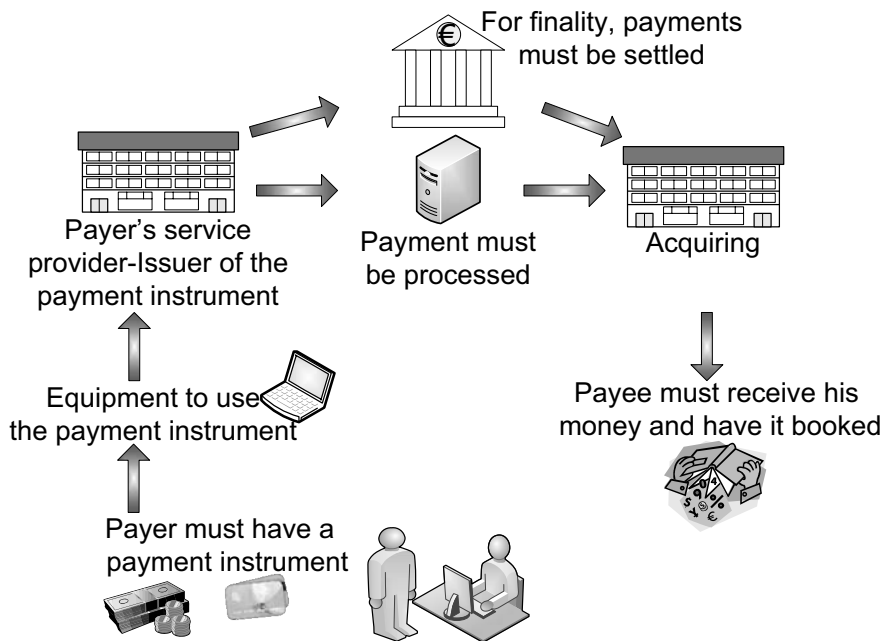 For finality, payments
must be settled
Payer's service
provider-Issuer of the
payment instrument
Payment must
be processed
Acquiring
Equipment to use
the payment instrument
Payee must receive his
money and have it booked
Payer must have a
payment instrument